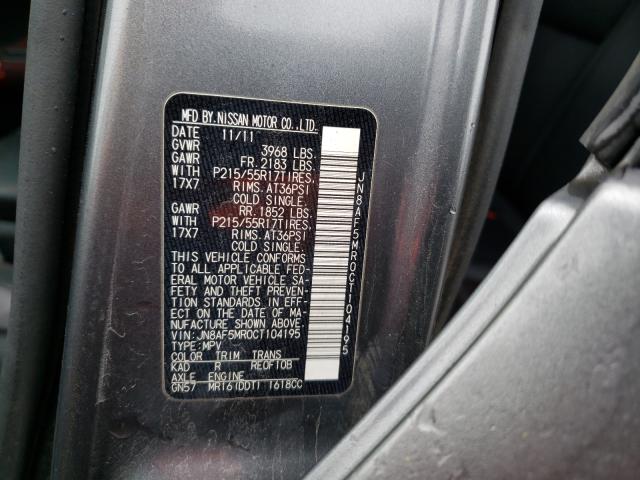 MFD BY.NISSAN MOTOR CO.,LTD.
DATE 11/11
GVWR 3968 LBS.
GAWR FR.2183 LBS.
WITH P215/55R17TIRES,
17X7 RIMS.AT36PSI
COLD SINGLE.
GAWR RR.1852 LBS.
WITH P215/55R17TIRES,
17X7 RIMS.AT36PSI
COLD SINGLE.
THIS VEHICLE CONFORMS
TO ALL APPLICABLE FED-
ERAL MOTOR VEHICLE SA-
FETY AND THEFT PREVEN-
TION STANDARDS IN EFF-
ECT ON THE DATE OF MA-
NUFACTURE SHOWN ABOVE.
VIN:JN8AF5MR0CT104195
TYPE:MPV
COLOR TRIM TRANS
KAD R RE0F10B
AXLE ENGINE
GN57 MR16(DDT) 1618CC
JN8AF5MR0CT104195